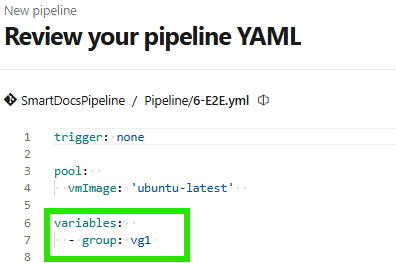 New pipeline
Review your pipeline YAML
SmartDocsPipeline / Pipeline/6-E2E.yml
1 trigger: none
2
3 pool:
4 vmImage: 'ubuntu-latest'
5
6 variables:
7 - group: vg1
8